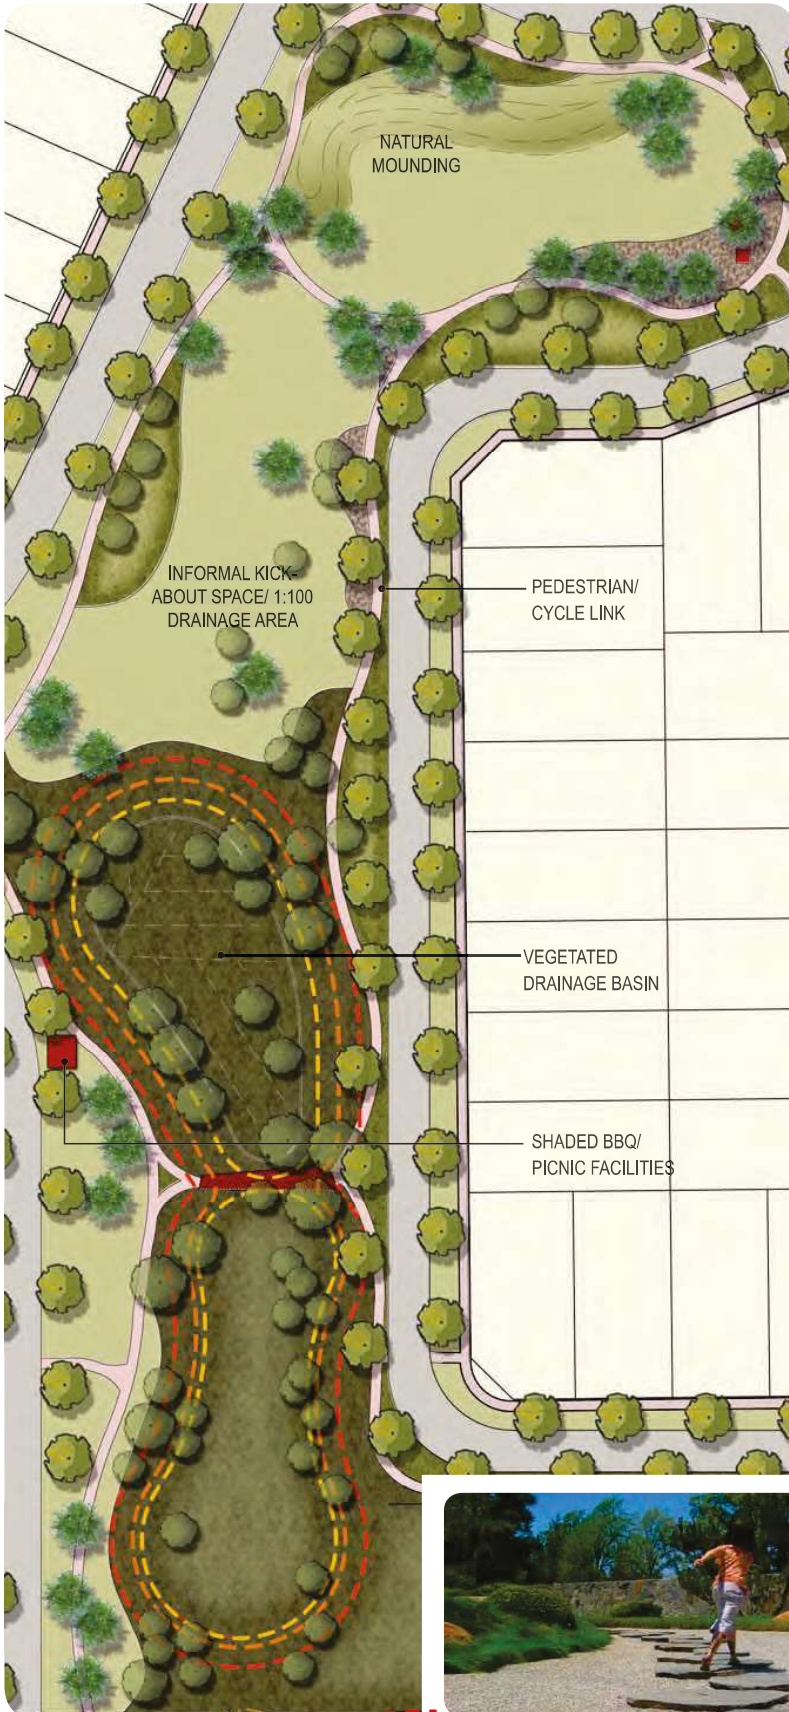 NATURAL
MOUNDING
INFORMAL KICK-
ABOUT SPACE/ 1:100
DRAINAGE AREA
PEDESTRIAN/
CYCLE LINK
VEGETATED
DRAINAGE BASIN
SHADED BBQ/
PICNIC FACILITIES